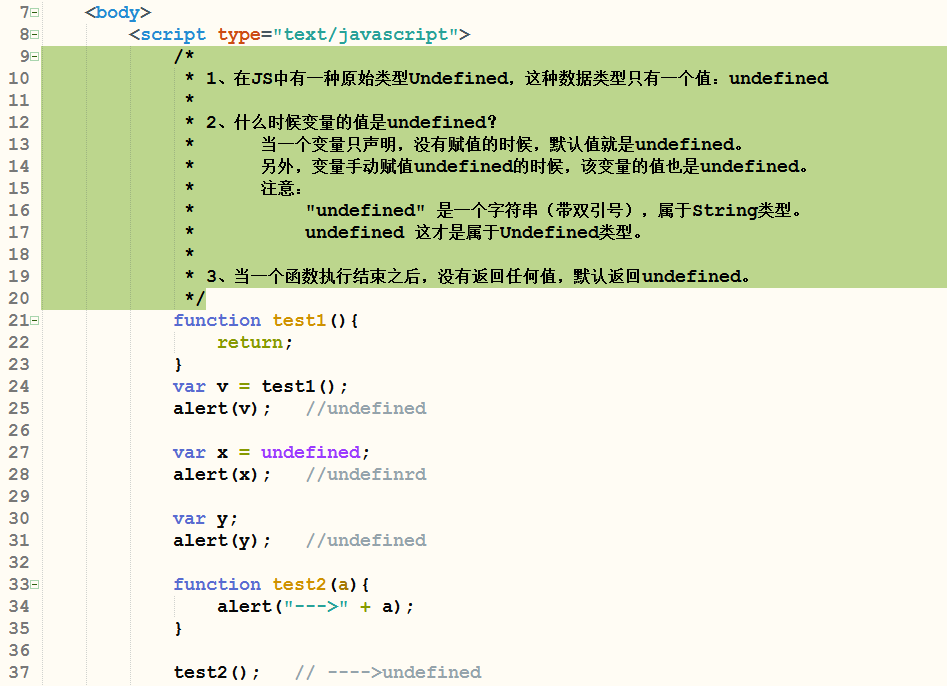 7 <body>
8 <script type="text/javascript">
9 /*
10 * 1、在JS中有一种原始类型Undefined，这种数据类型只有一个值：undefined
11 *
12 * 2、什么时候变量的值是undefined？
13 * 当一个变量只声明，没有赋值的时候，默认值就是undefined。
14 * 另外，变量手动赋值undefined的时候，该变量的值也是undefined。
15 * 注意：
16 * "undefined" 是一个字符串（带双引号），属于String类型。
17 * undefined 这才是属于Undefined类型。
18 *
19 * 3、当一个函数执行结束之后，没有返回任何值，默认返回undefined。
20 */
21 function test1(){
22 return;
23 }
24 var v = test1();
25 alert(v); //undefined
26
27 var x = undefined;
28 alert(x); //undefinrd
29
30 var y;
31 alert(y); //undefined
32
33 function test2(a){
34 alert("--->" + a);
35 }
36
37 test2(); // ---->undefined